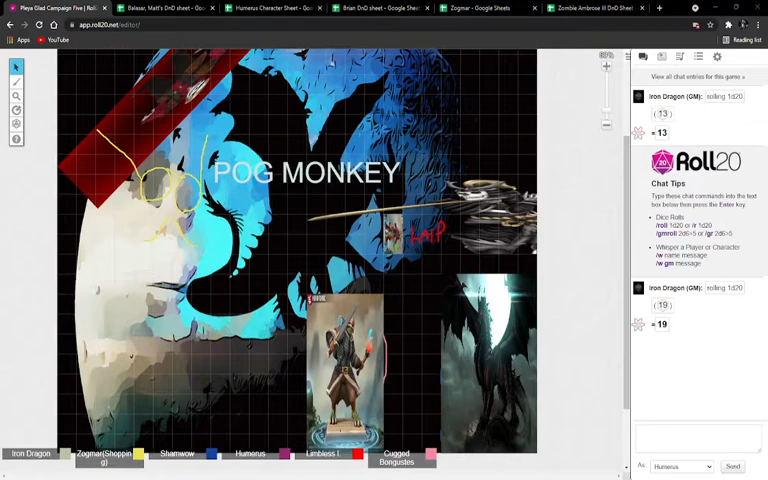 Pleya Glad Campaign Five | Roll
Balasar, Matt's DnD sheet - Goog
Humerus Character Sheet - Goog
Brian DnD sheet - Google Sheets
Zogmar - Google Sheets
Zombie Ambrose III DnD sheet
app.roll20.net/editor/
Apps
YouTube
Reading list
POG MONKEY
View all chat entries for this game »
Iron Dragon (GM): rolling 1d20
(13)
= 13
Roll20
Chat Tips
Type these chat commands into the text
box below then press the Enter key.
• Dice Rolls
/roll 1d20 or /r 1d20
/gmroll 2d6>5 or /gr 2d6>5
• Whisper a Player or Character
/w name message
/w gm message
Iron Dragon (GM): rolling 1d20
(19)
= 19
Iron Dragon
Zogmar(Shoppin
g)
Shamwow
Humerus
Limbless I.
Cugged
Bongustes
As:
Humerus
Send